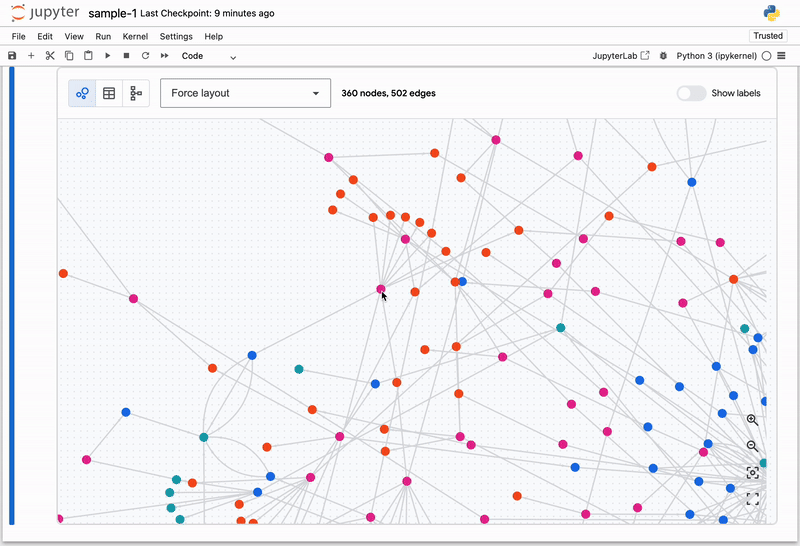 jupyter sample-1 Last Checkpoint: 9 minutes ago
File Edit View Run Kernel Settings Help Trusted
Code JupyterLab Python 3 (ipykernel)
Force layout 360 nodes, 502 edges Show labels